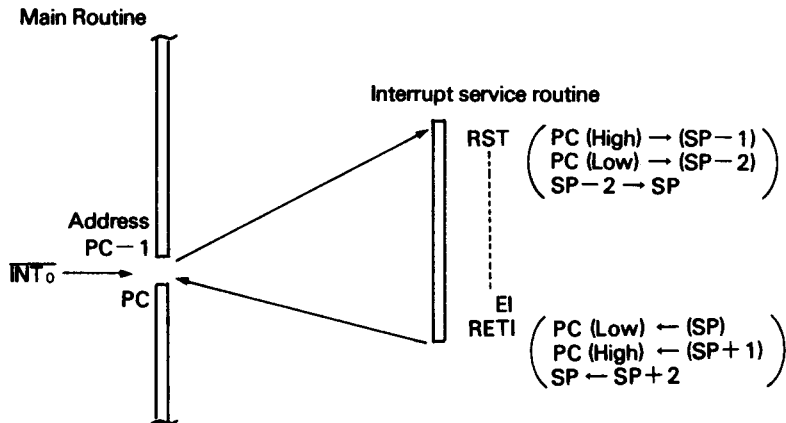 Main Routine
Interrupt service routine
RST
PC (High) → (SP−1)
PC (Low) → (SP−2)
SP−2 → SP
Address
PC−1
INT₀
PC
EI
RETI
PC (Low) ← (SP)
PC (High) ← (SP+1)
SP ← SP+2